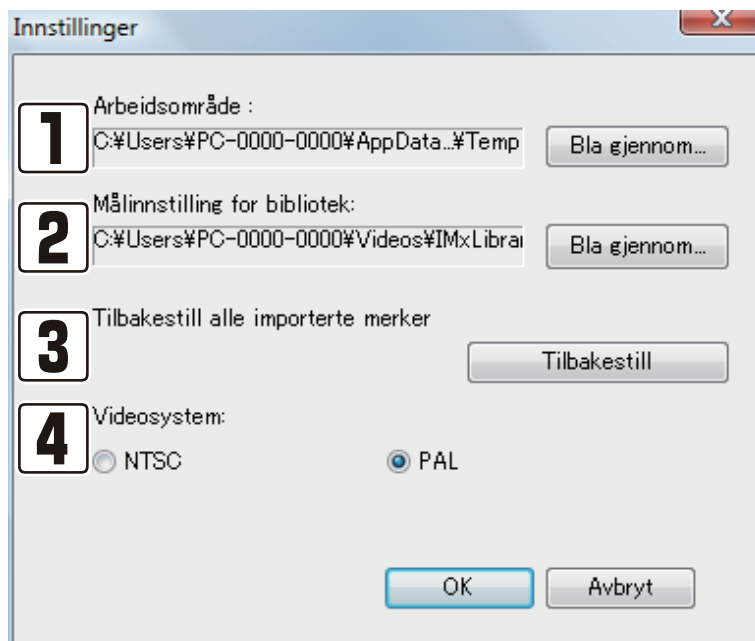 Innstillinger
1
Arbeidsområde :
C:¥Users¥PC-0000-0000¥AppData...¥Temp
Bla gjennom...
2
Målinnstilling for bibliotek:
C:¥Users¥PC-0000-0000¥Videos¥IMxLibrar
Bla gjennom...
3
Tilbakestill alle importerte merker
Tilbakestill
4
Videosystem:
NTSC PAL
OK Avbryt